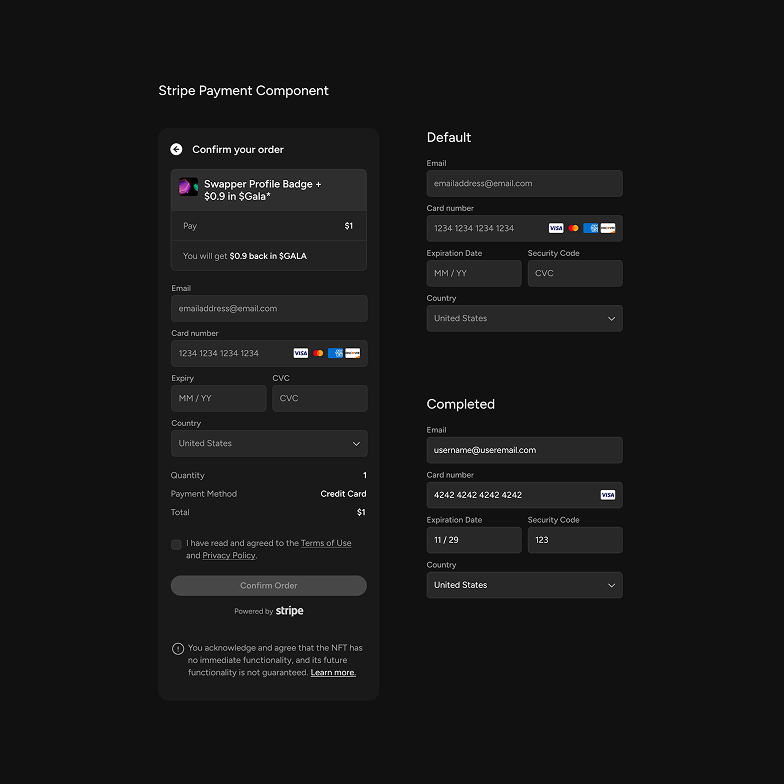 Stripe Payment Component
Confirm your order
Swapper Profile Badge +
$0.9 in $Gala*
Pay $1
You will get $0.9 back in $GALA
Email
emailaddress@email.com
Card number
1234 1234 1234 1234 VISA
Expiry CVC
MM / YY CVC
Country
United States
Quantity 1
Payment Method Credit Card
Total $1
I have read and agreed to the Terms of Use
and Privacy Policy.
Confirm Order
Powered by stripe
You acknowledge and agree that the NFT has
no immediate functionality, and its future
functionality is not guaranteed. Learn more.
Default
Email
emailaddress@email.com
Card number
1234 1234 1234 1234 VISA
Expiration Date Security Code
MM / YY CVC
Country
United States
Completed
Email
username@useremail.com
Card number
4242 4242 4242 4242 VISA
Expiration Date Security Code
11 / 29 123
Country
United States